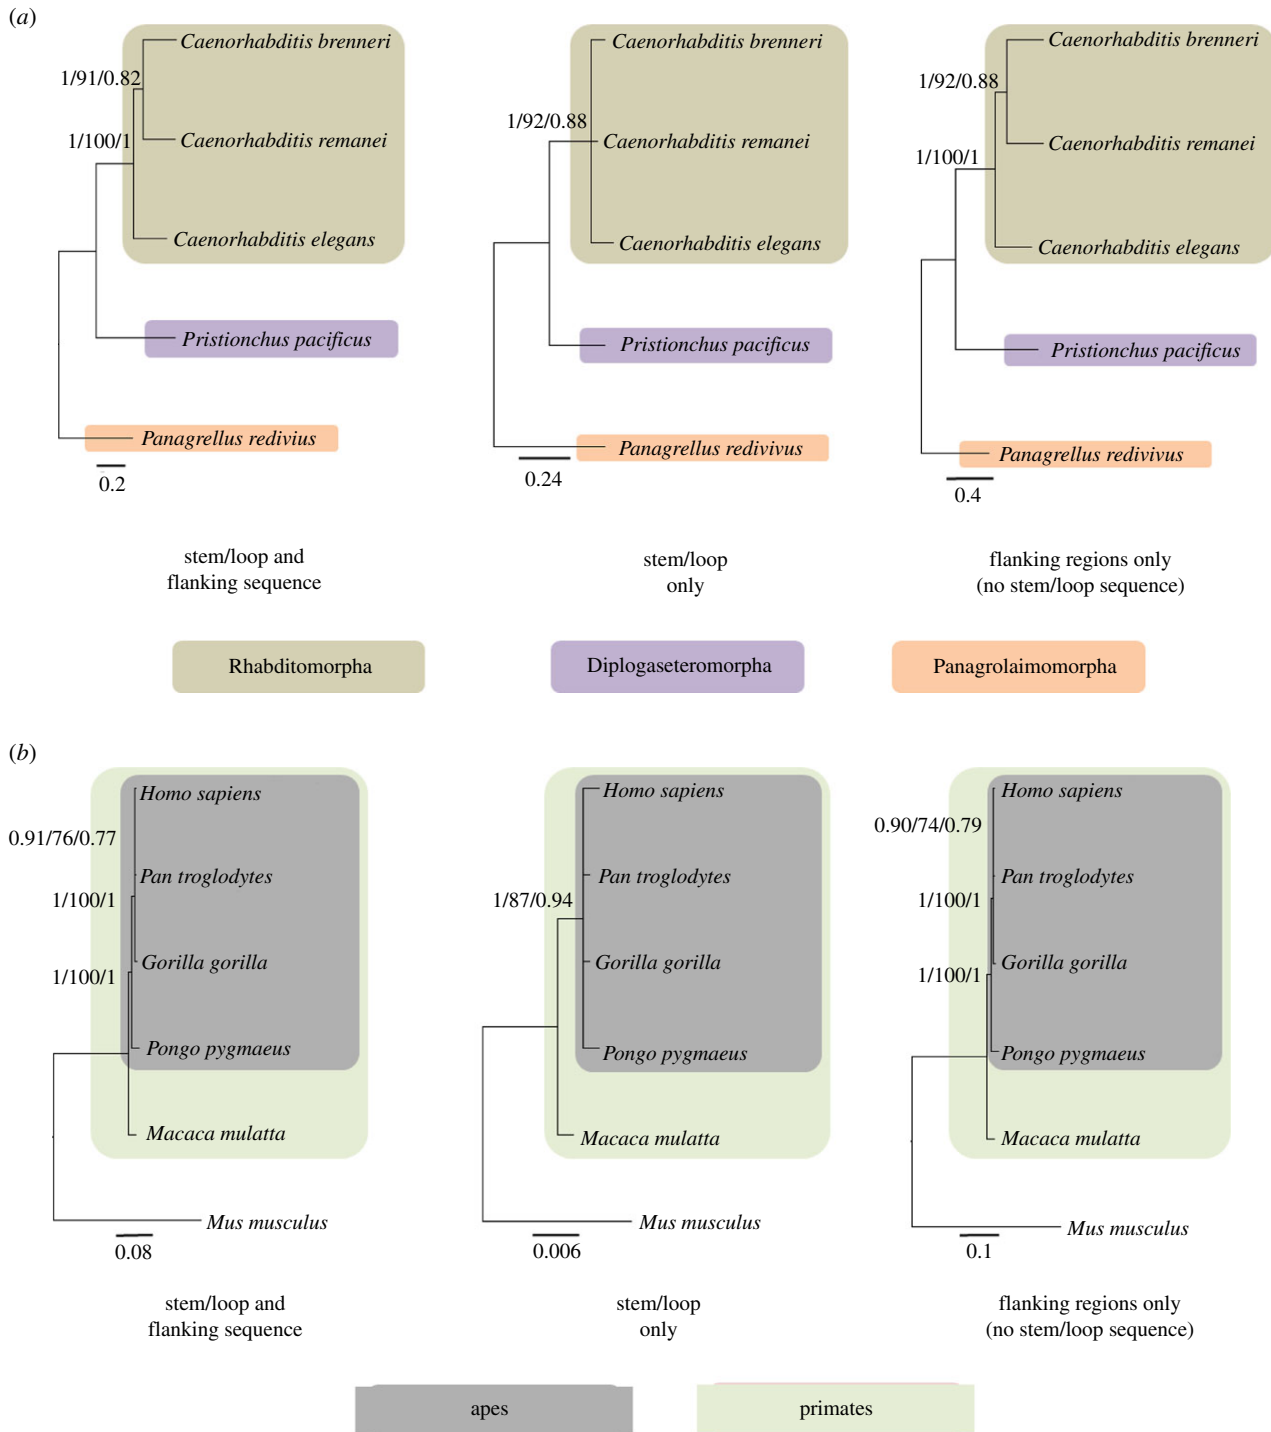 (a)
Caenorhabditis brenneri
1/91/0.82
Caenorhabditis remanei
1/100/1
Caenorhabditis elegans
Pristionchus pacificus
Panagrellus redivius
0.2
stem/loop and
flanking sequence
Caenorhabditis brenneri
1/92/0.88
Caenorhabditis remanei
Caenorhabditis elegans
Pristionchus pacificus
Panagrellus redivivus
0.24
stem/loop
only
Caenorhabditis brenneri
1/92/0.88
Caenorhabditis remanei
1/100/1
Caenorhabditis elegans
Pristionchus pacificus
Panagrellus redivivus
0.4
flanking regions only
(no stem/loop sequence)
Rhabditomorpha
Diplogaseteromorpha
Panagrolaimomorpha
(b)
Homo sapiens
0.91/76/0.77
Pan troglodytes
1/100/1
Gorilla gorilla
1/100/1
Pongo pygmaeus
Macaca mulatta
Mus musculus
0.08
stem/loop and
flanking sequence
Homo sapiens
Pan troglodytes
1/87/0.94
Gorilla gorilla
Pongo pygmaeus
Macaca mulatta
Mus musculus
0.006
stem/loop
only
Homo sapiens
0.90/74/0.79
Pan troglodytes
1/100/1
Gorilla gorilla
1/100/1
Pongo pygmaeus
Macaca mulatta
Mus musculus
0.1
flanking regions only
(no stem/loop sequence)
apes
primates